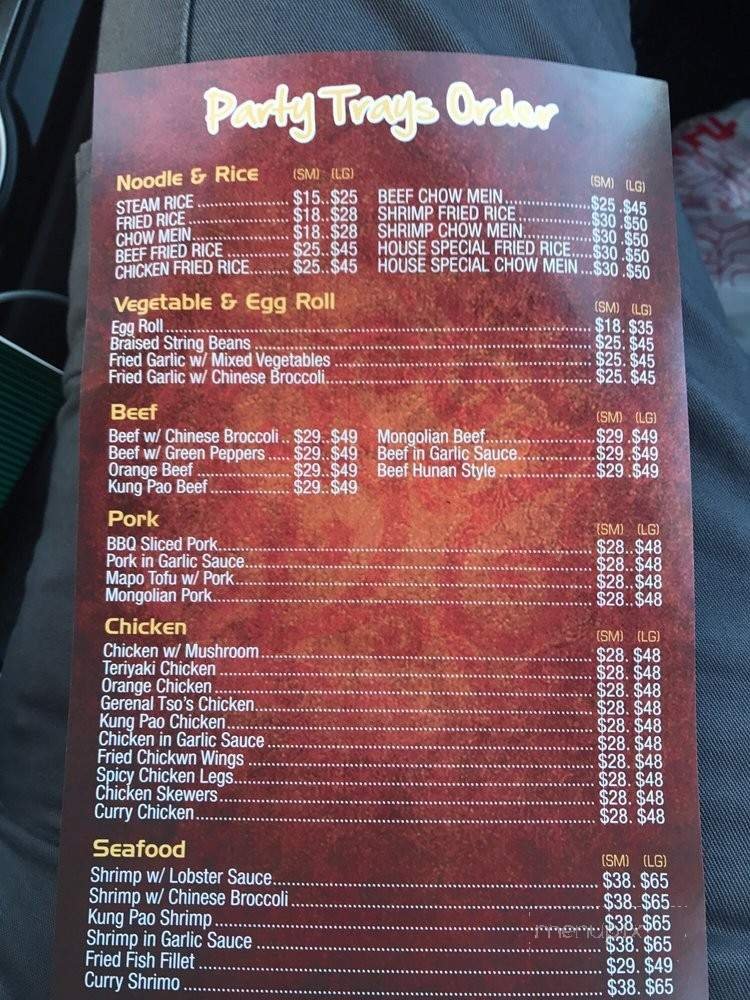 Party Trays Order
Noodle & Rice (SM) (LG)
STEAM RICE $15..$25
FRIED RICE $18..$28
CHOW MEIN $18..$28
BEEF FRIED RICE $25..$45
CHICKEN FRIED RICE $25..$45
(SM) (LG)
BEEF CHOW MEIN $25.$45
SHRIMP FRIED RICE $30.$50
SHRIMP CHOW MEIN $30.$50
HOUSE SPECIAL FRIED RICE $30.$50
HOUSE SPECIAL CHOW MEIN $30.$50
Vegetable & Egg Roll (SM) (LG)
Egg Roll $18.$35
Braised String Beans $25.$45
Fried Garlic w/ Mixed Vegetables $25.$45
Fried Garlic w/ Chinese Broccoli $25.$45
Beef (SM) (LG)
Beef w/ Chinese Broccoli $29..$49
Beef w/ Green Peppers $29..$49
Orange Beef $29..$49
Kung Pao Beef $29..$49
Mongolian Beef $29.$49
Beef in Garlic Sauce $29.$49
Beef Hunan Style $29.$49
Pork (SM) (LG)
BBQ Sliced Pork $28..$48
Pork in Garlic Sauce $28..$48
Mapo Tofu w/ Pork $28..$48
Mongolian Pork $28..$48
Chicken (SM) (LG)
Chicken w/ Mushroom $28.$48
Teriyaki Chicken $28.$48
Orange Chicken $28.$48
Gerenal Tso's Chicken $28.$48
Kung Pao Chicken $28.$48
Chicken in Garlic Sauce $28.$48
Fried Chickwn Wings $28.$48
Spicy Chicken Legs $28.$48
Chicken Skewers $28.$48
Curry Chicken $28.$48
Seafood (SM) (LG)
Shrimp w/ Lobster Sauce $38.$65
Shrimp w/ Chinese Broccoli $38.$65
Kung Pao Shrimp $38.$65
Shrimp in Garlic Sauce $38.$65
Fried Fish Fillet $29.$49
Curry Shrimo $38.$65
menupix